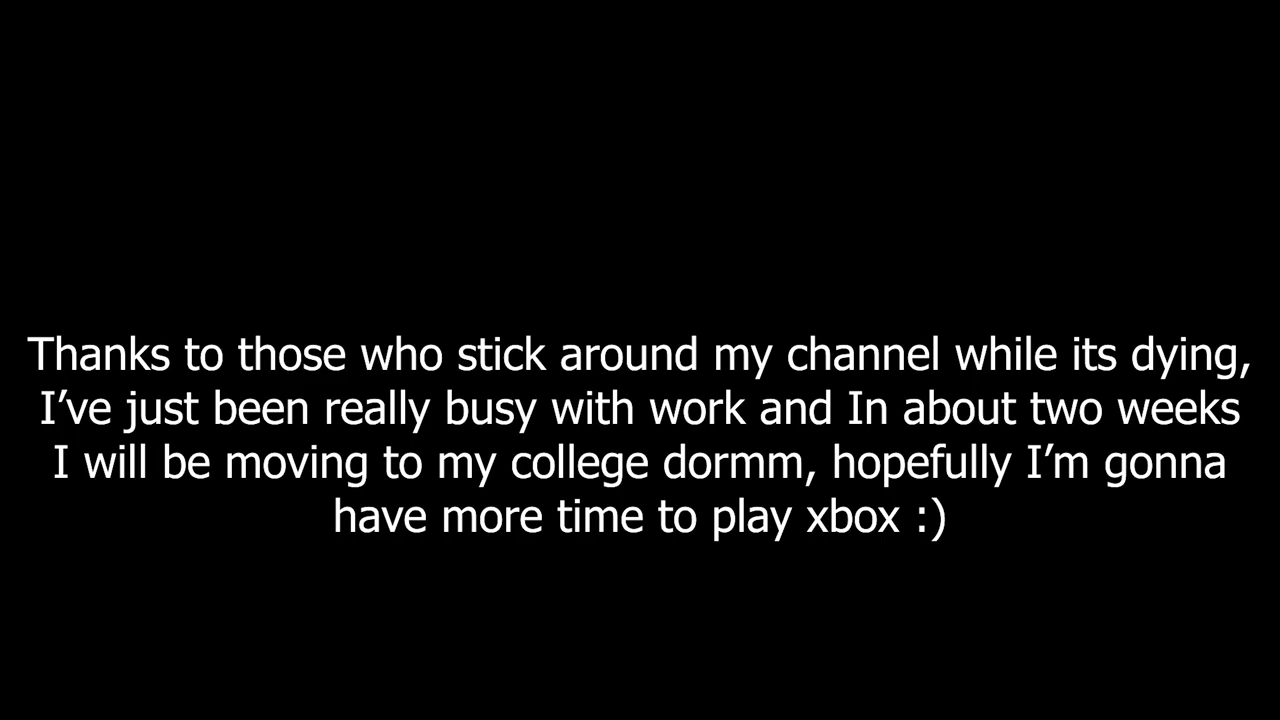 Thanks to those who stick around my channel while its dying,
I’ve just been really busy with work and In about two weeks
I will be moving to my college dormm, hopefully I’m gonna
have more time to play xbox :)